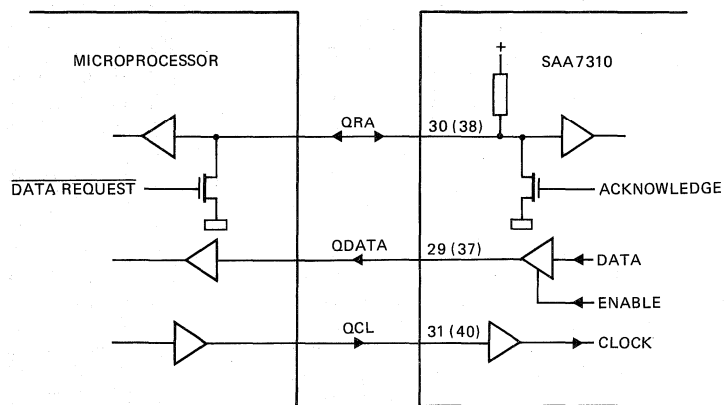 MICROPROCESSOR
+
SAA7310
QRA
30 (38)
DATA REQUEST
ACKNOWLEDGE
QDATA
29 (37)
DATA
ENABLE
QCL
31 (40)
CLOCK